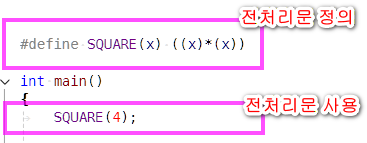 전처리문 정의
#define SQUARE(x) ((x)*(x))
int main()
{
전처리문 사용
SQUARE(4);